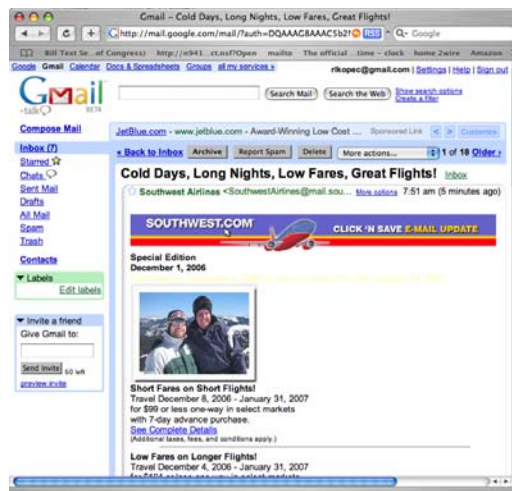 Gmail - Cold Days, Long Nights, Low Fares, Great Flights!
http://mail.google.com/mail/?auth=DQAAAG8AAAC5b2f RSS Q- Google
Bill Text Se...of Congress) http://n941...ct.nsf?Open mailto The official ...time - clock home 2wire Amazon
Google Gmail Calendar Docs & Spreadsheets Groups all my services » rlkopec@gmail.com | Settings | Help | Sign out
Gmail
+talk BETA
Search Mail Search the Web Show search options
Create a filter
Compose Mail
JetBlue.com - www.jetblue.com - Award-Winning Low Cost ... Sponsored Link < > Customize
Inbox (7)
Starred
Chats
Sent Mail
Drafts
All Mail
Spam
Trash
Contacts
Labels
Edit labels
Invite a friend
Give Gmail to:
Send Invite 50 left
preview invite
« Back to Inbox Archive Report Spam Delete More actions... 1 of 18 Older ›
Cold Days, Long Nights, Low Fares, Great Flights! Inbox
Southwest Airlines <SouthwestAirlines@mail.sou... More options 7:51 am (5 minutes ago)
SOUTHWEST.COM CLICK 'N SAVE E-MAIL UPDATE
Special Edition
December 1, 2006
Short Fares on Short Flights!
Travel December 8, 2006 - January 31, 2007
for $99 or less one-way in select markets
with 7-day advance purchase.
See Complete Details
(Additional taxes, fees, and conditions apply.)
Low Fares on Longer Flights!
Travel December 4, 2006 - January 31, 2007